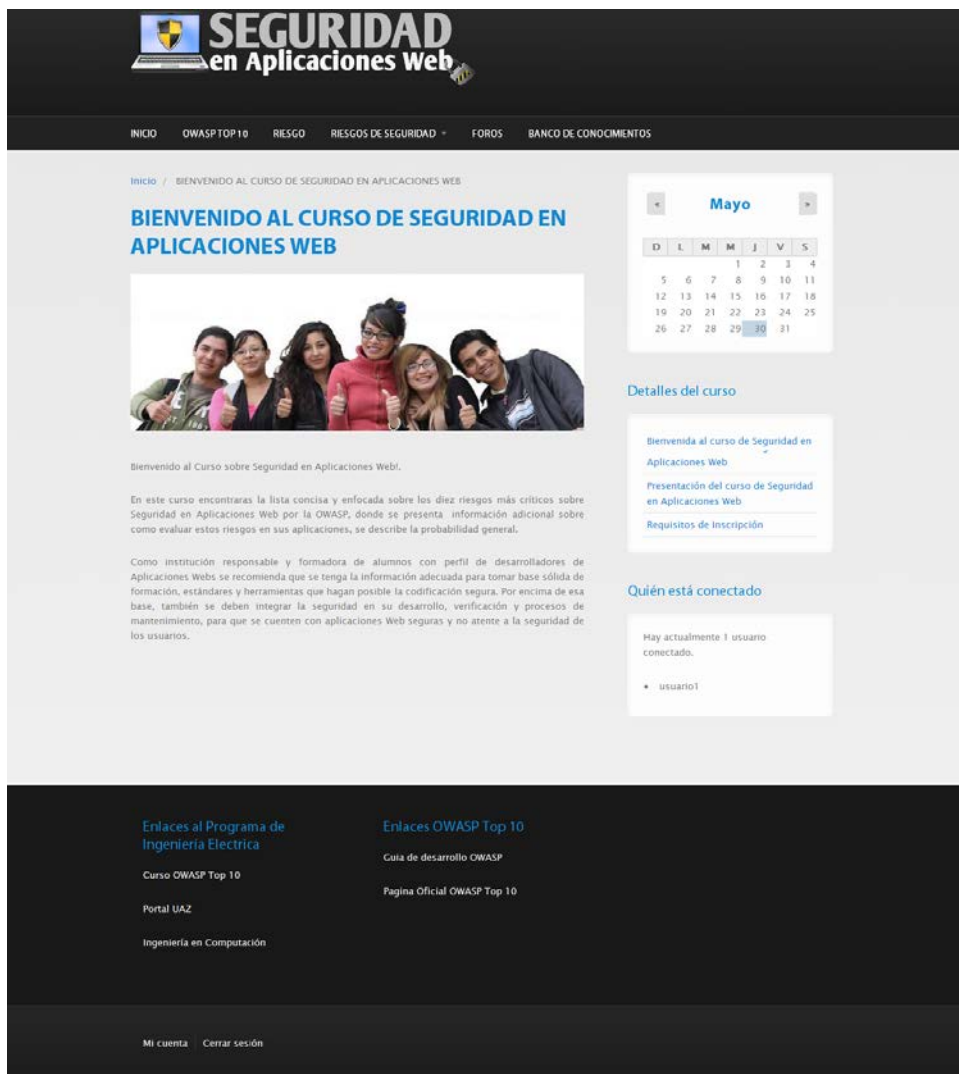 SEGURIDAD
en Aplicaciones Web
INICIO OWASP TOP 10 RIESGO RIESGOS DE SEGURIDAD FOROS BANCO DE CONOCIMIENTOS
Inicio / BIENVENIDO AL CURSO DE SEGURIDAD EN APLICACIONES WEB
BIENVENIDO AL CURSO DE SEGURIDAD EN
APLICACIONES WEB
Bienvenido al Curso sobre Seguridad en Aplicaciones Web!.
En este curso encontraras la lista concisa y enfocada sobre los diez riesgos más críticos sobre
Seguridad en Aplicaciones Web por la OWASP, donde se presenta información adicional sobre
como evaluar estos riesgos en sus aplicaciones, se describe la probabilidad general.
Como institución responsable y formadora de alumnos con perfil de desarrolladores de
Aplicaciones Webs se recomienda que se tenga la información adecuada para tomar base sólida de
formación, estándares y herramientas que hagan posible la codificación segura. Por encima de esa
base, también se deben integrar la seguridad en su desarrollo, verificación y procesos de
mantenimiento, para que se cuenten con aplicaciones Web seguras y no atente a la seguridad de
los usuarios.
« Mayo »
D L M M J V S
1 2 3 4
5 6 7 8 9 10 11
12 13 14 15 16 17 18
19 20 21 22 23 24 25
26 27 28 29 30 31
Detalles del curso
Bienvenida al curso de Seguridad en
Aplicaciones Web
Presentación del curso de Seguridad
en Aplicaciones Web
Requisitos de Inscripción
Quién está conectado
Hay actualmente 1 usuario
conectado.
• usuario1
Enlaces al Programa de
Ingeniería Electrica
Curso OWASP Top 10
Portal UAZ
Ingeniería en Computación
Enlaces OWASP Top 10
Guia de desarrollo OWASP
Pagina Oficial OWASP Top 10
Mi cuenta Cerrar sesión